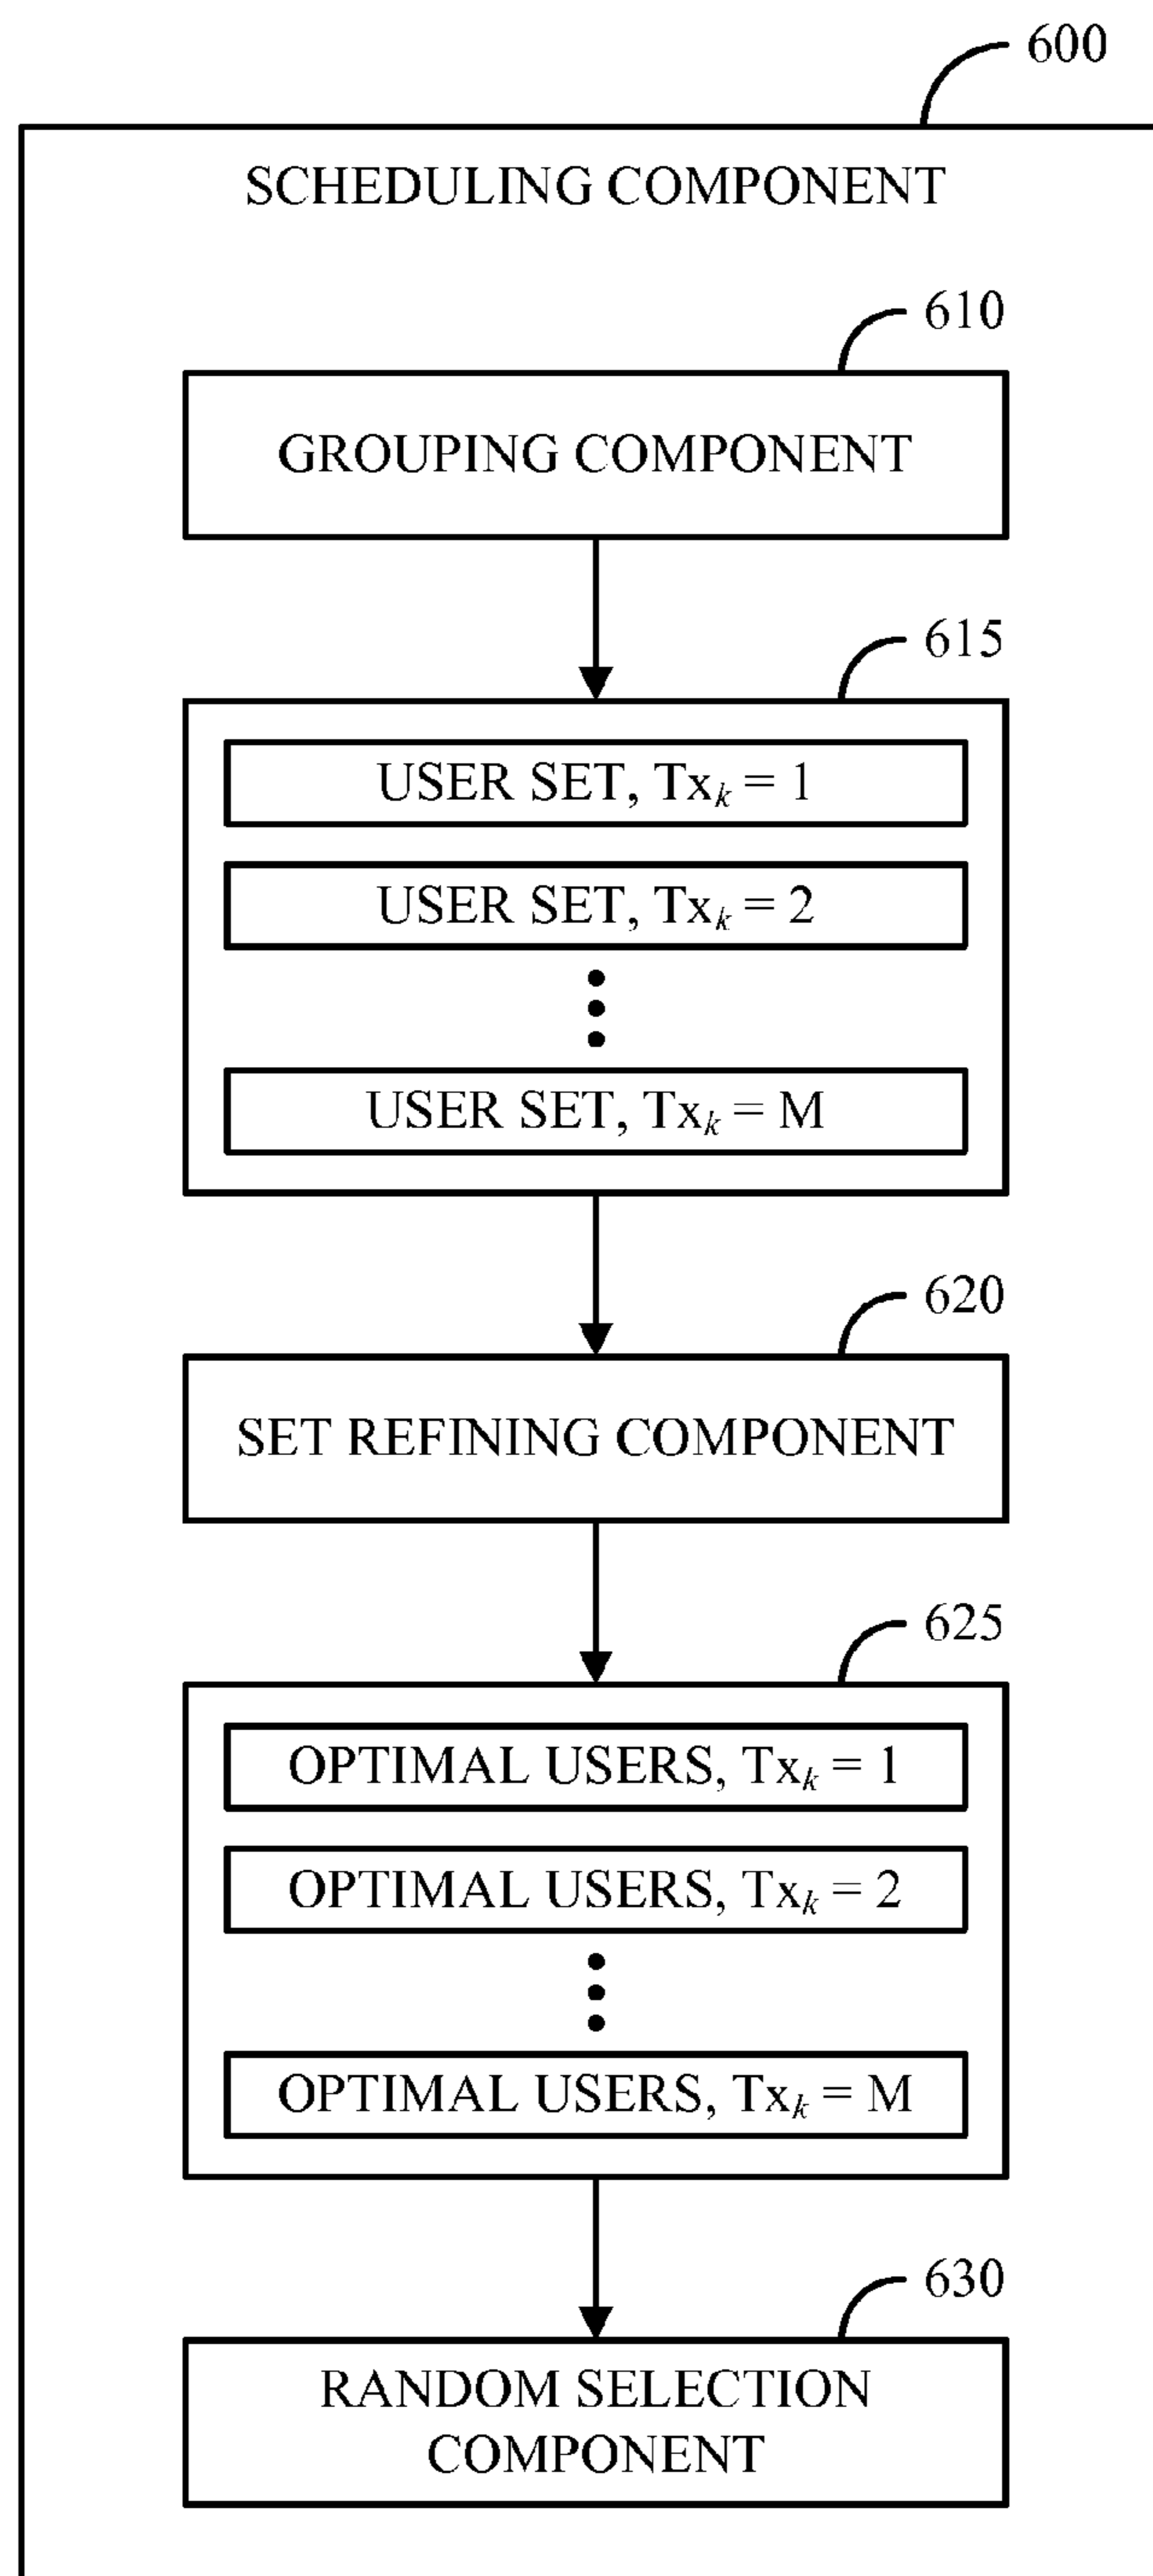 600
SCHEDULING COMPONENT
610
GROUPING COMPONENT
615
USER SET, Txk = 1
USER SET, Txk = 2
USER SET, Txk = M
620
SET REFINING COMPONENT
625
OPTIMAL USERS, Txk = 1
OPTIMAL USERS, Txk = 2
OPTIMAL USERS, Txk = M
630
RANDOM SELECTION
COMPONENT